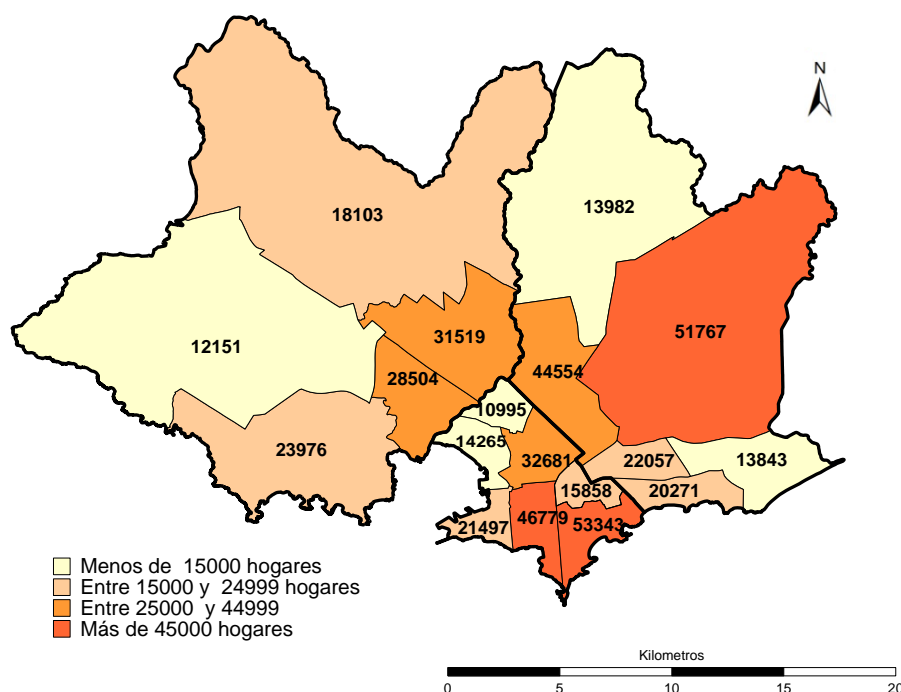 N
18103
13982
51767
12151
31519
44554
28504
10995
14265
23976
32681
22057
13843
15858
20271
21497
46779
53343
Menos de 15000 hogares
Entre 15000 y 24999 hogares
Entre 25000 y 44999
Más de 45000 hogares
Kilometros
0 5 10 15 20